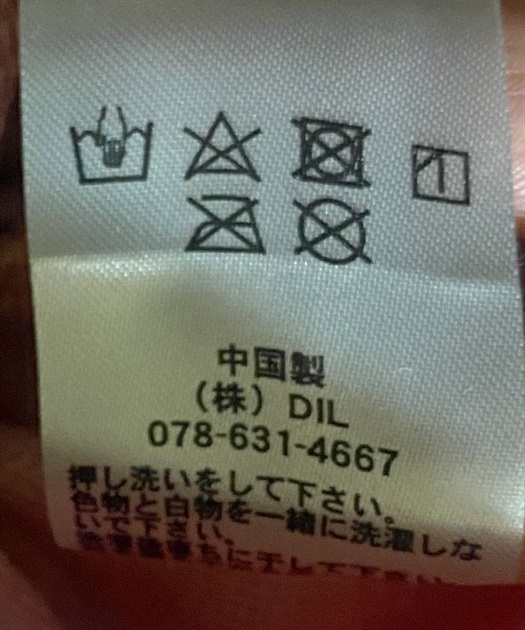 中国製
（株）DIL
078-631-4667
押し洗いをして下さい。
色物と白物を一緒に洗濯しな
いで下さい。